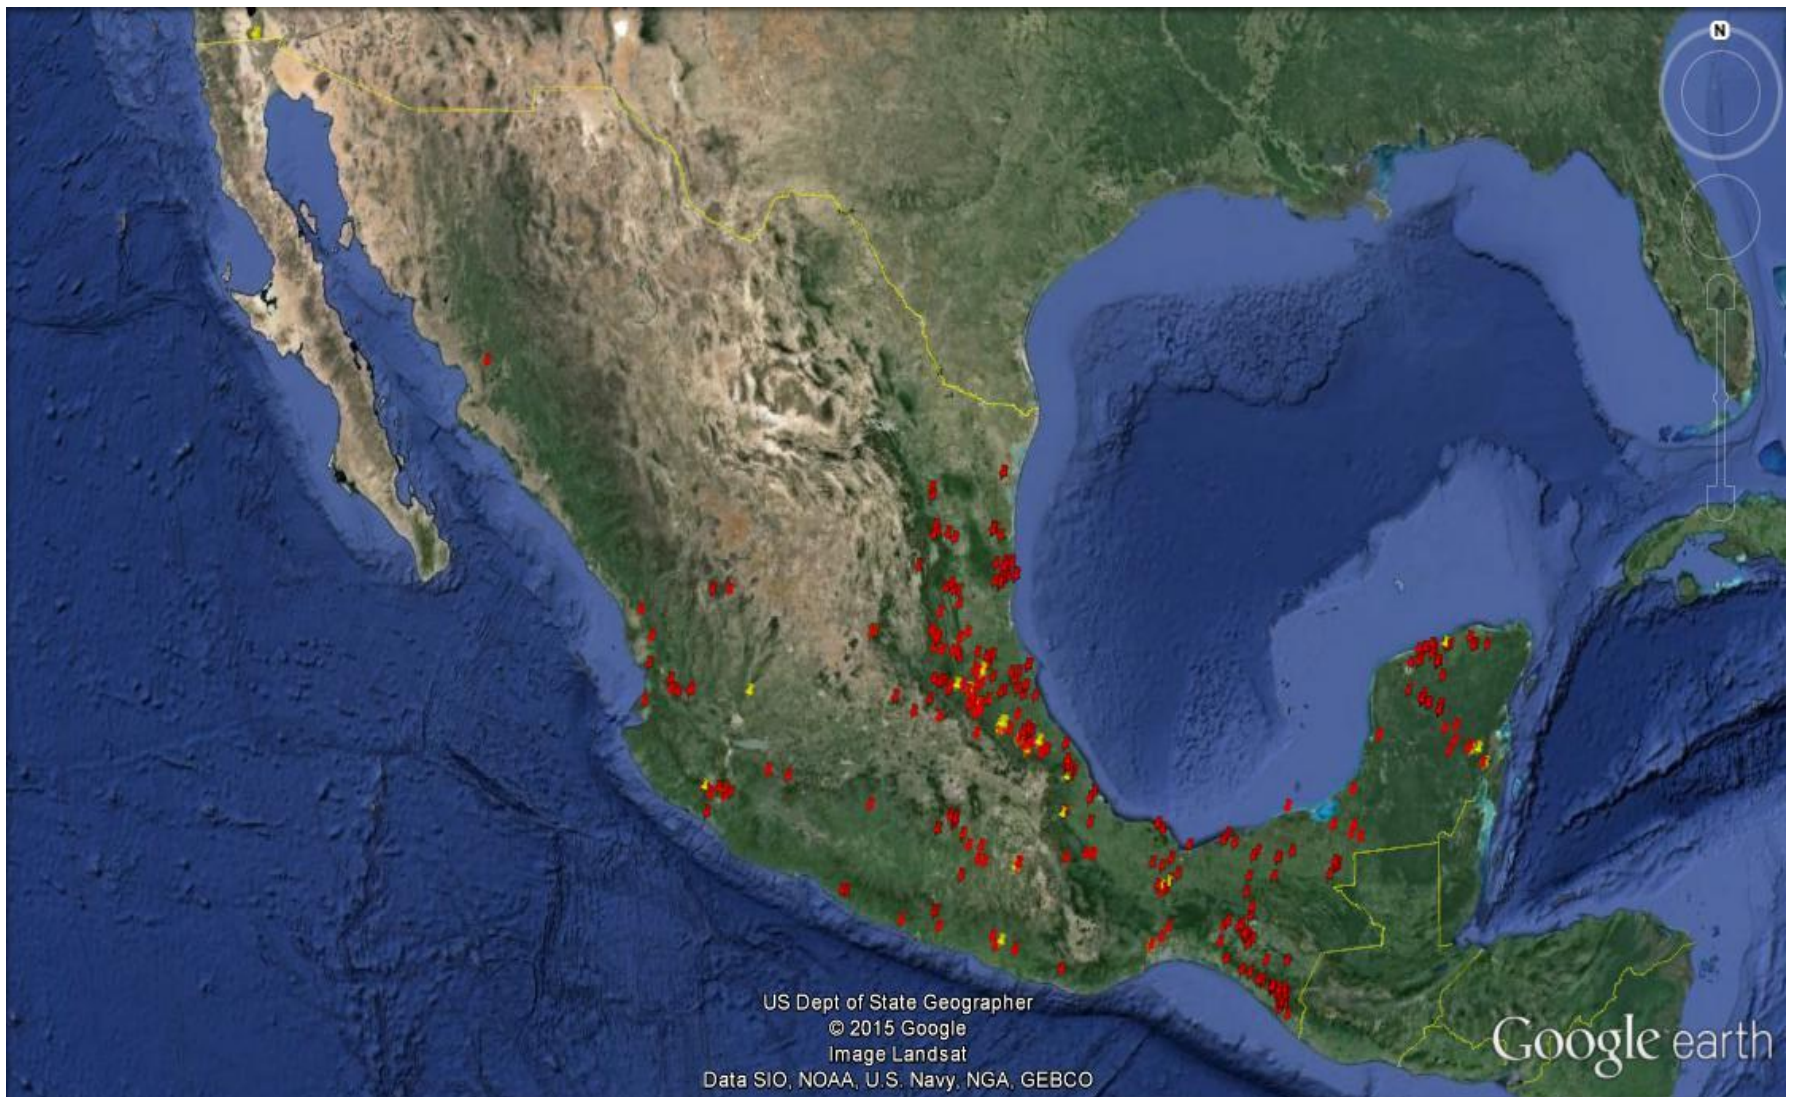 N
US Dept of State Geographer
© 2015 Google
Image Landsat
Data SIO, NOAA, U.S. Navy, NGA, GEBCO
Google earth